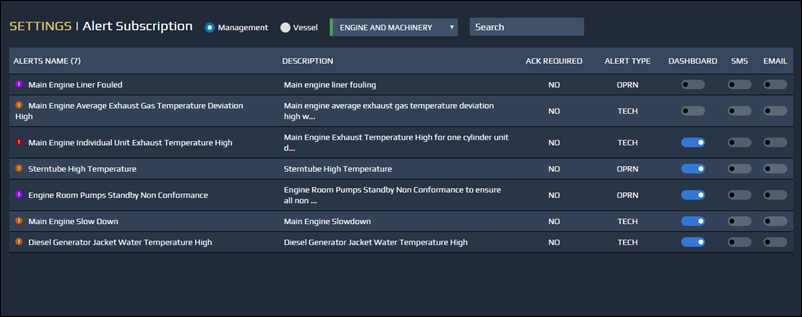 SETTINGS | Alert Subscription Management Vessel ENGINE AND MACHINERY Search
ALERTS NAME (7) DESCRIPTION ACK REQUIRED ALERT TYPE DASHBOARD SMS EMAIL
Main Engine Liner Fouled Main engine liner fouling NO OPRN
Main Engine Average Exhaust Gas Temperature Deviation
High
Main engine average exhaust gas temperature deviation
high w...
NO TECH
Main Engine Individual Unit Exhaust Temperature High
Main Engine Exhaust Temperature High for one cylinder unit
d...
NO TECH
Sterntube High Temperature Sterntube High Temperature NO OPRN
Engine Room Pumps Standby Non Conformance
Engine Room Pumps Standby Non Conformance to ensure
all non ...
NO OPRN
Main Engine Slow Down Main Engine Slowdown NO TECH
Diesel Generator Jacket Water Temperature High Diesel Generator Jacket Water Temperature High NO TECH